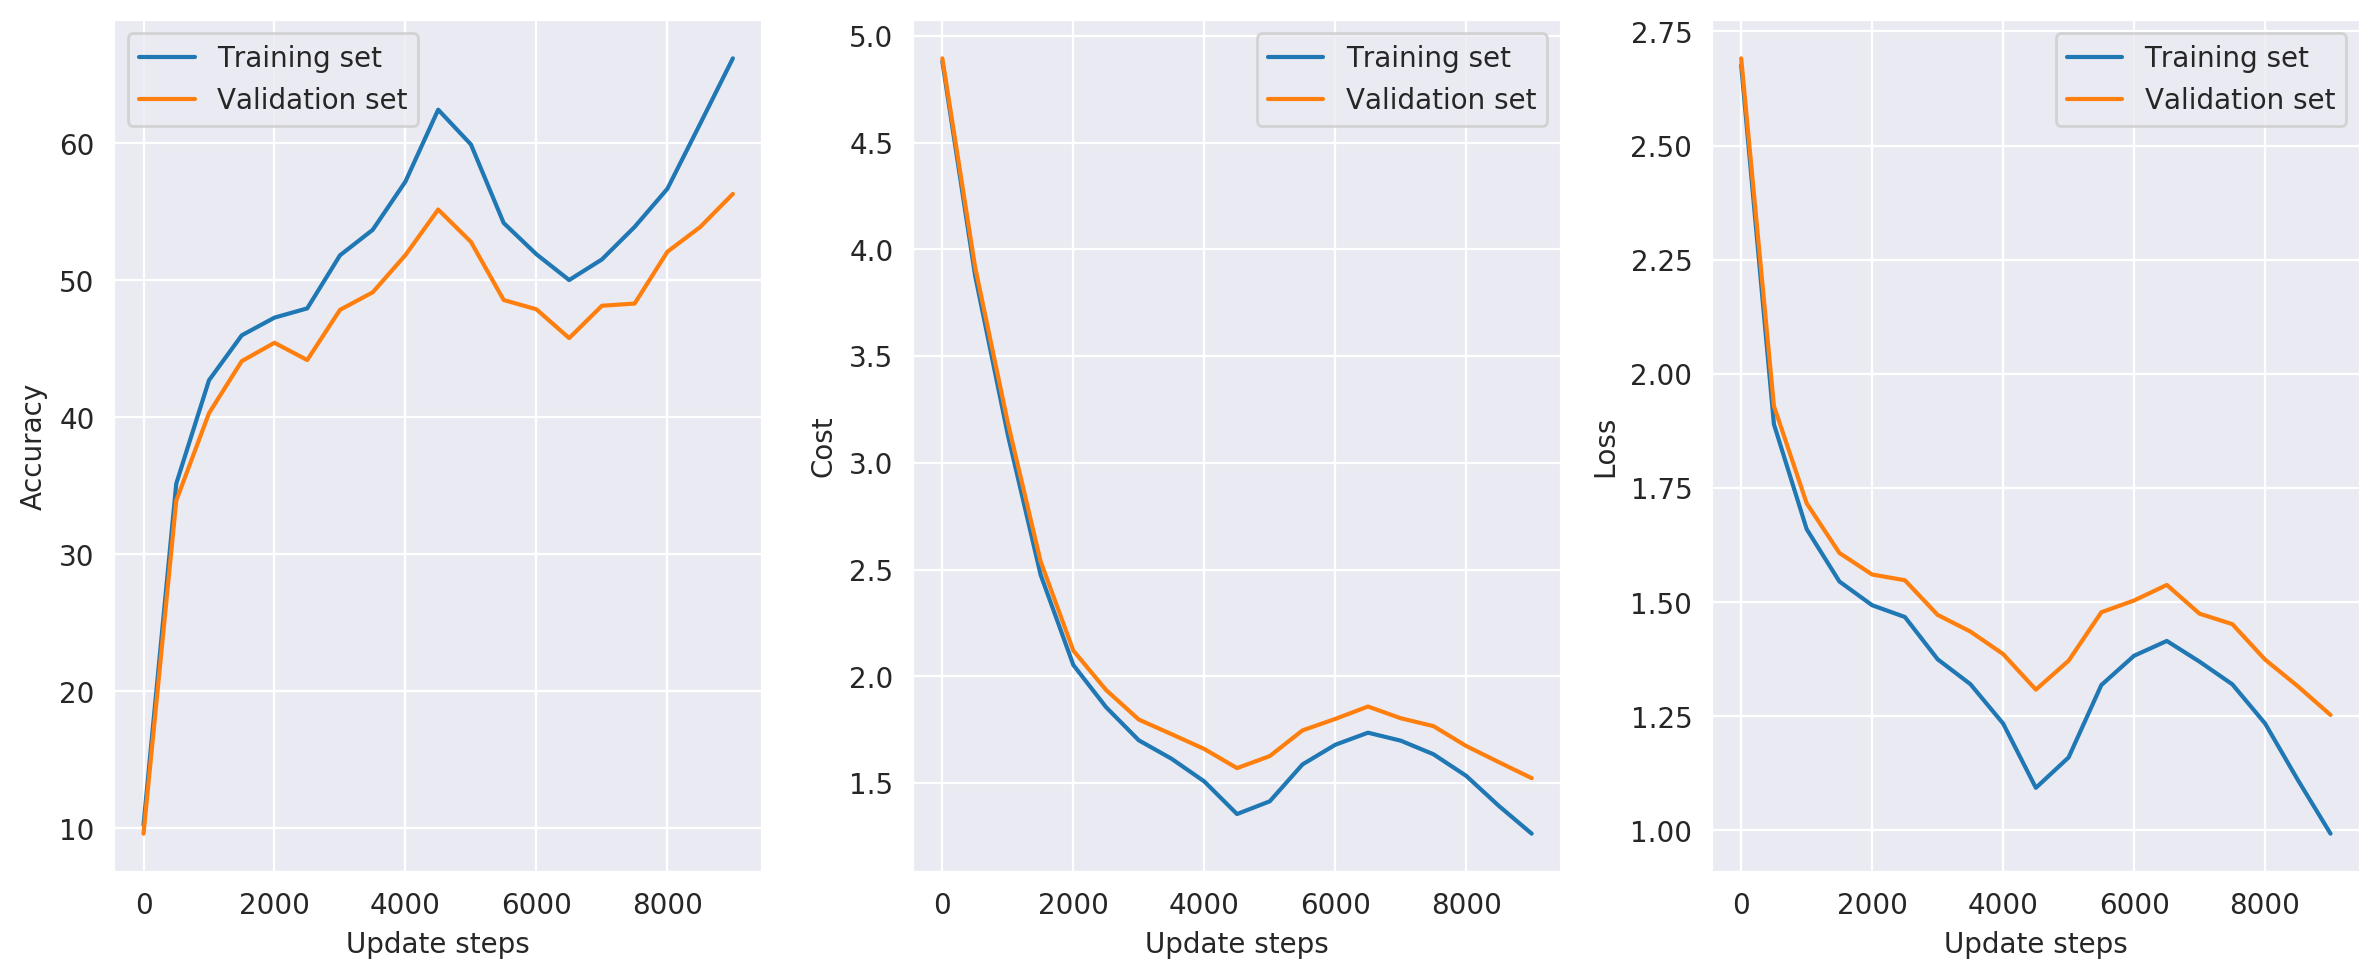 Training set
Validation set
Accuracy
60
50
40
30
20
10
0 2000 4000 6000 8000
Update steps
Training set
Validation set
Cost
5.0
4.5
4.0
3.5
3.0
2.5
2.0
1.5
0 2000 4000 6000 8000
Update steps
Training set
Validation set
Loss
2.75
2.50
2.25
2.00
1.75
1.50
1.25
1.00
0 2000 4000 6000 8000
Update steps